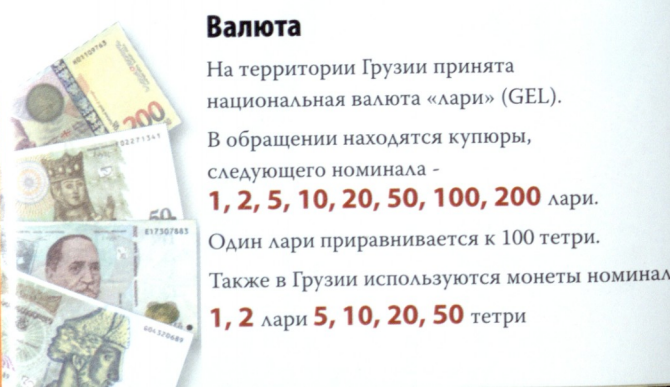 Валюта
На территории Грузии принята
национальная валюта «лари» (GEL).
В обращении находятся купюры,
следующего номинала -
1, 2, 5, 10, 20, 50, 100, 200 лари.
Один лари приравнивается к 100 тетри.
Также в Грузии используются монеты номинал
1, 2 лари 5, 10, 20, 50 тетри
200
50